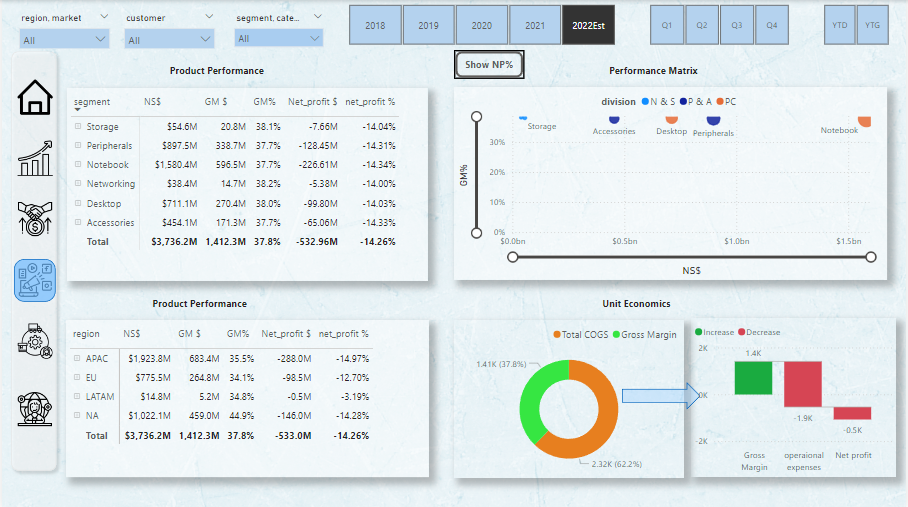 region, market
customer
segment, cate...
All
All
All
2018
2019
2020
2021
2022Est
Q1
Q2
Q3
Q4
YTD
YTG
Show NP%
Product Performance
segment NS$ GM $ GM% Net_profit $ net_profit %
Storage $54.6M 20.8M 38.1% -7.66M -14.04%
Peripherals $897.5M 338.7M 37.7% -128.45M -14.31%
Notebook $1,580.4M 596.5M 37.7% -226.61M -14.34%
Networking $38.4M 14.7M 38.2% -5.38M -14.00%
Desktop $711.1M 270.4M 38.0% -99.80M -14.03%
Accessories $454.1M 171.3M 37.7% -65.06M -14.33%
Total $3,736.2M 1,412.3M 37.8% -532.96M -14.26%
Performance Matrix
division N & S P & A PC
Storage
Accessories
Desktop
Peripherals
Notebook
GM%
30%
20%
10%
0%
$0.0bn $0.5bn $1.0bn $1.5bn
NS$
Product Performance
region NS$ GM $ GM% Net_profit $ net_profit %
APAC $1,923.8M 683.4M 35.5% -288.0M -14.97%
EU $775.5M 264.8M 34.1% -98.5M -12.70%
LATAM $14.8M 5.2M 34.8% -0.5M -3.19%
NA $1,022.1M 459.0M 44.9% -146.0M -14.28%
Total $3,736.2M 1,412.3M 37.8% -533.0M -14.26%
Unit Economics
Total COGS Gross Margin
1.41K (37.8%)
2.32K (62.2%)
Increase Decrease
2K
0K
-2K
1.4K
-1.9K
-0.5K
Gross Margin
operaional expenses
Net profit